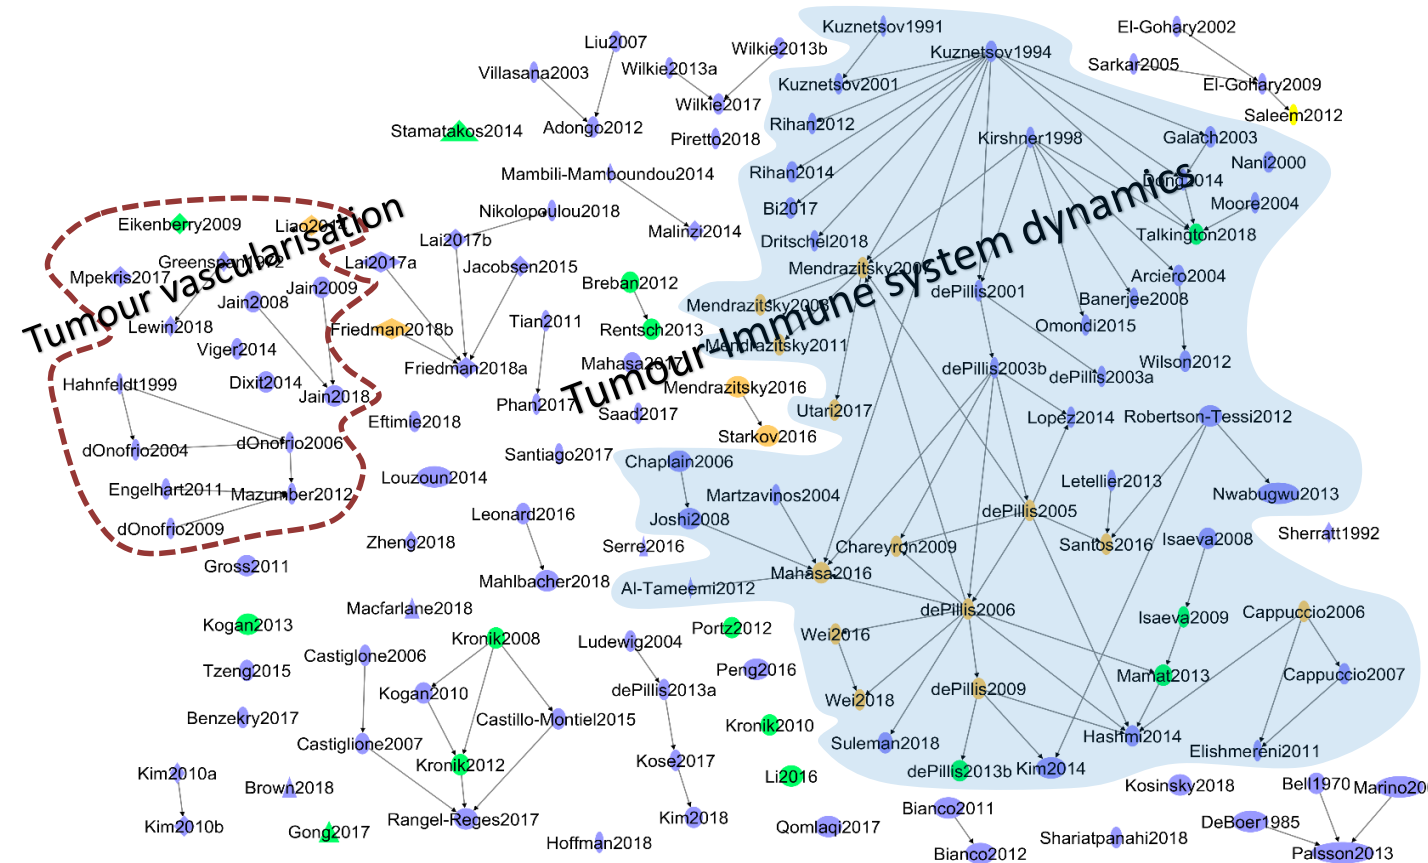 Kuznetsov1991
El-Gohary2002
Liu2007
Wilkie2013b
Kuznetsov1994
Villasana2003
Wilkie2013a
Sarkar2005
Kuznetsov2001
El-Gohary2009
Wilkie2017
Saleem2012
Stamatakos2014
Adongo2012
Rihan2012
Piretto2018
Kirshner1998
Galach2003
Nani2000
Mambili-Mamboundou2014
Rihan2014
Dong2014
Moore2004
Nikolopoulou2018
Bi2017
Eikenberry2009
Malinzi2014
Talkington2018
Lai2017b
Dritschel2018
Tumour vascularisation
Tumour Immune system dynamics
Lai2017a
Jacobsen2015
Mpekris2017
Arciero2004
Breban2012
Jain2009
dePillis2001
Banerjee2008
Jain2008
Mendrazitsky2008
Tian2011
Omondi2015
Lewin2018
Friedman2018b
Rentsch2013
Viger2014
Mendrazitsky2011
Friedman2018a
Mahasa2017
Wilson2012
dePillis2003b
dePillis2003a
Hahnfeldt1999
Dixit2014
Mendrazitsky2016
Jain2018
Phan2017
Saad2017
Utari2017
Lopez2014
Robertson-Tessi2012
Eftimie2018
Starkov2016
dOnofrio2004
dOnofrio2006
Santiago2017
Chaplain2006
Louzoun2014
Letellier2013
Engelhart2011
Mazumber2012
Martzavinos2004
Nwabugwu2013
dOnofrio2009
Leonard2016
Joshi2008
dePillis2005
Sherratt1992
Zheng2018
Serre2016
Chareyron2009
Santos2016
Isaeva2008
Gross2011
Mahlbacher2018
Al-Tameemi2012
Mahasa2016
Macfarlane2018
dePillis2006
Isaeva2009
Cappuccio2006
Kogan2013
Kronik2008
Ludewig2004
Portz2012
Wei2016
Castiglione2006
Tzeng2015
Peng2016
Mamat2013
Cappuccio2007
Kogan2010
dePillis2013a
dePillis2009
Wei2018
Benzekry2017
Castillo-Montiel2015
Kronik2010
Castiglione2007
Suleman2018
Hashmi2014
Elishmereni2011
Kronik2012
Kose2017
Kim2010a
Li2016
dePillis2013b
Kim2014
Brown2018
Kosinsky2018
Bell1970
Kim2010b
Gong2017
Rangel-Reges2017
Kim2018
Bianco2011
Qomlaqi2017
DeBoer1985
Hoffman2018
Shariatpanahi2018
Bianco2012
Palsson2013